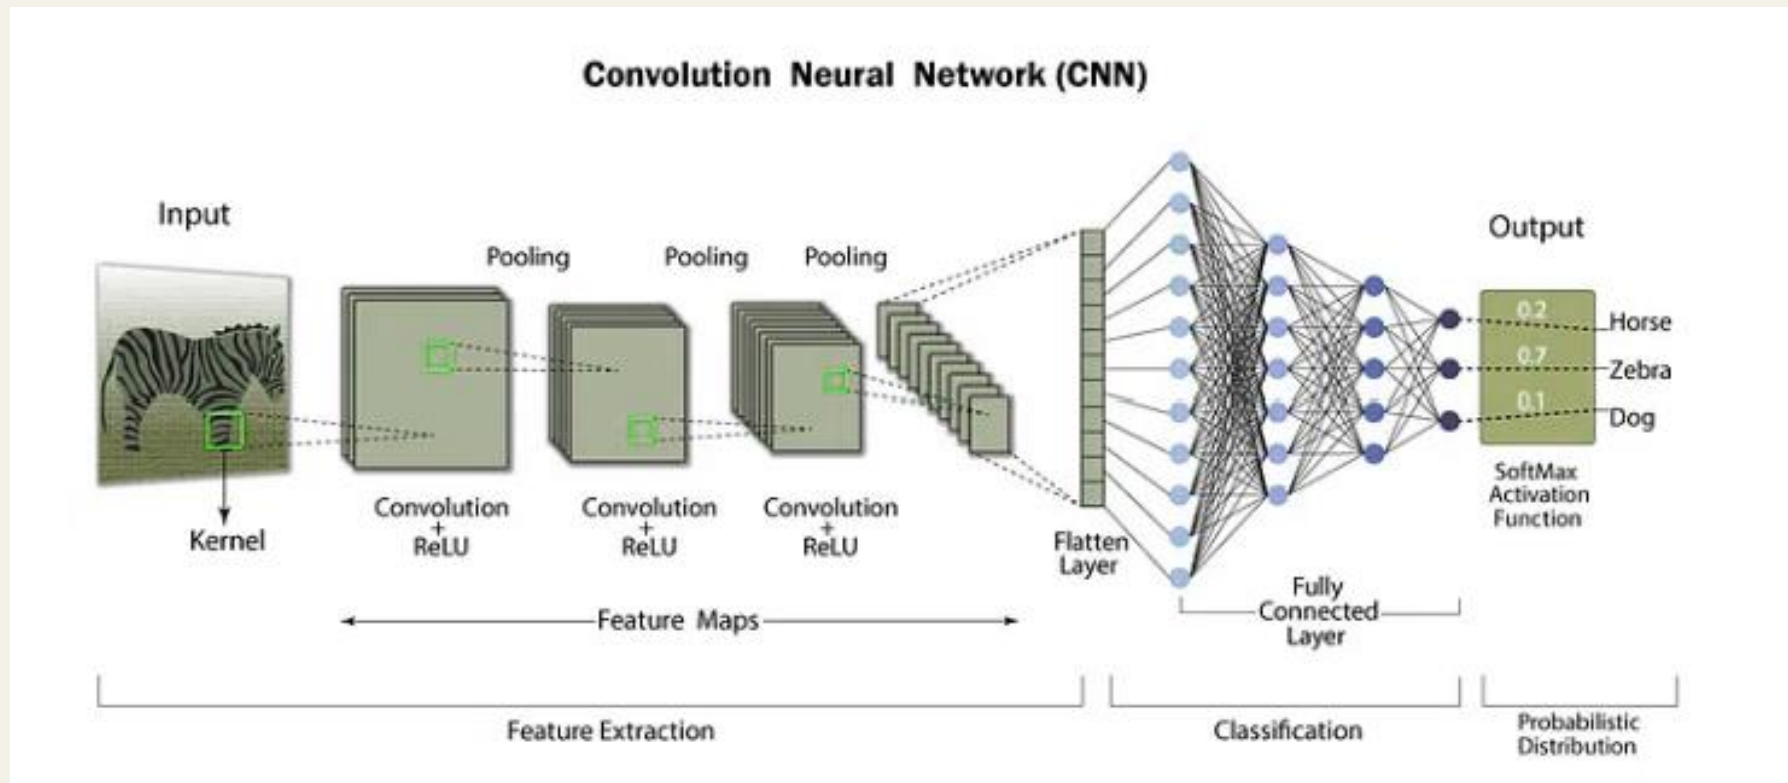 Convolution Neural Network (CNN)
Input
Output
Pooling
Pooling
Pooling
0.2
Horse
0.7
Zebra
0.1
Dog
SoftMax
Activation
Function
Convolution
+
ReLU
Convolution
+
ReLU
Convolution
+
ReLU
Kernel
Flatten
Layer
Fully
Connected
Layer
Feature Maps
Feature Extraction
Classification
Probabilistic
Distribution